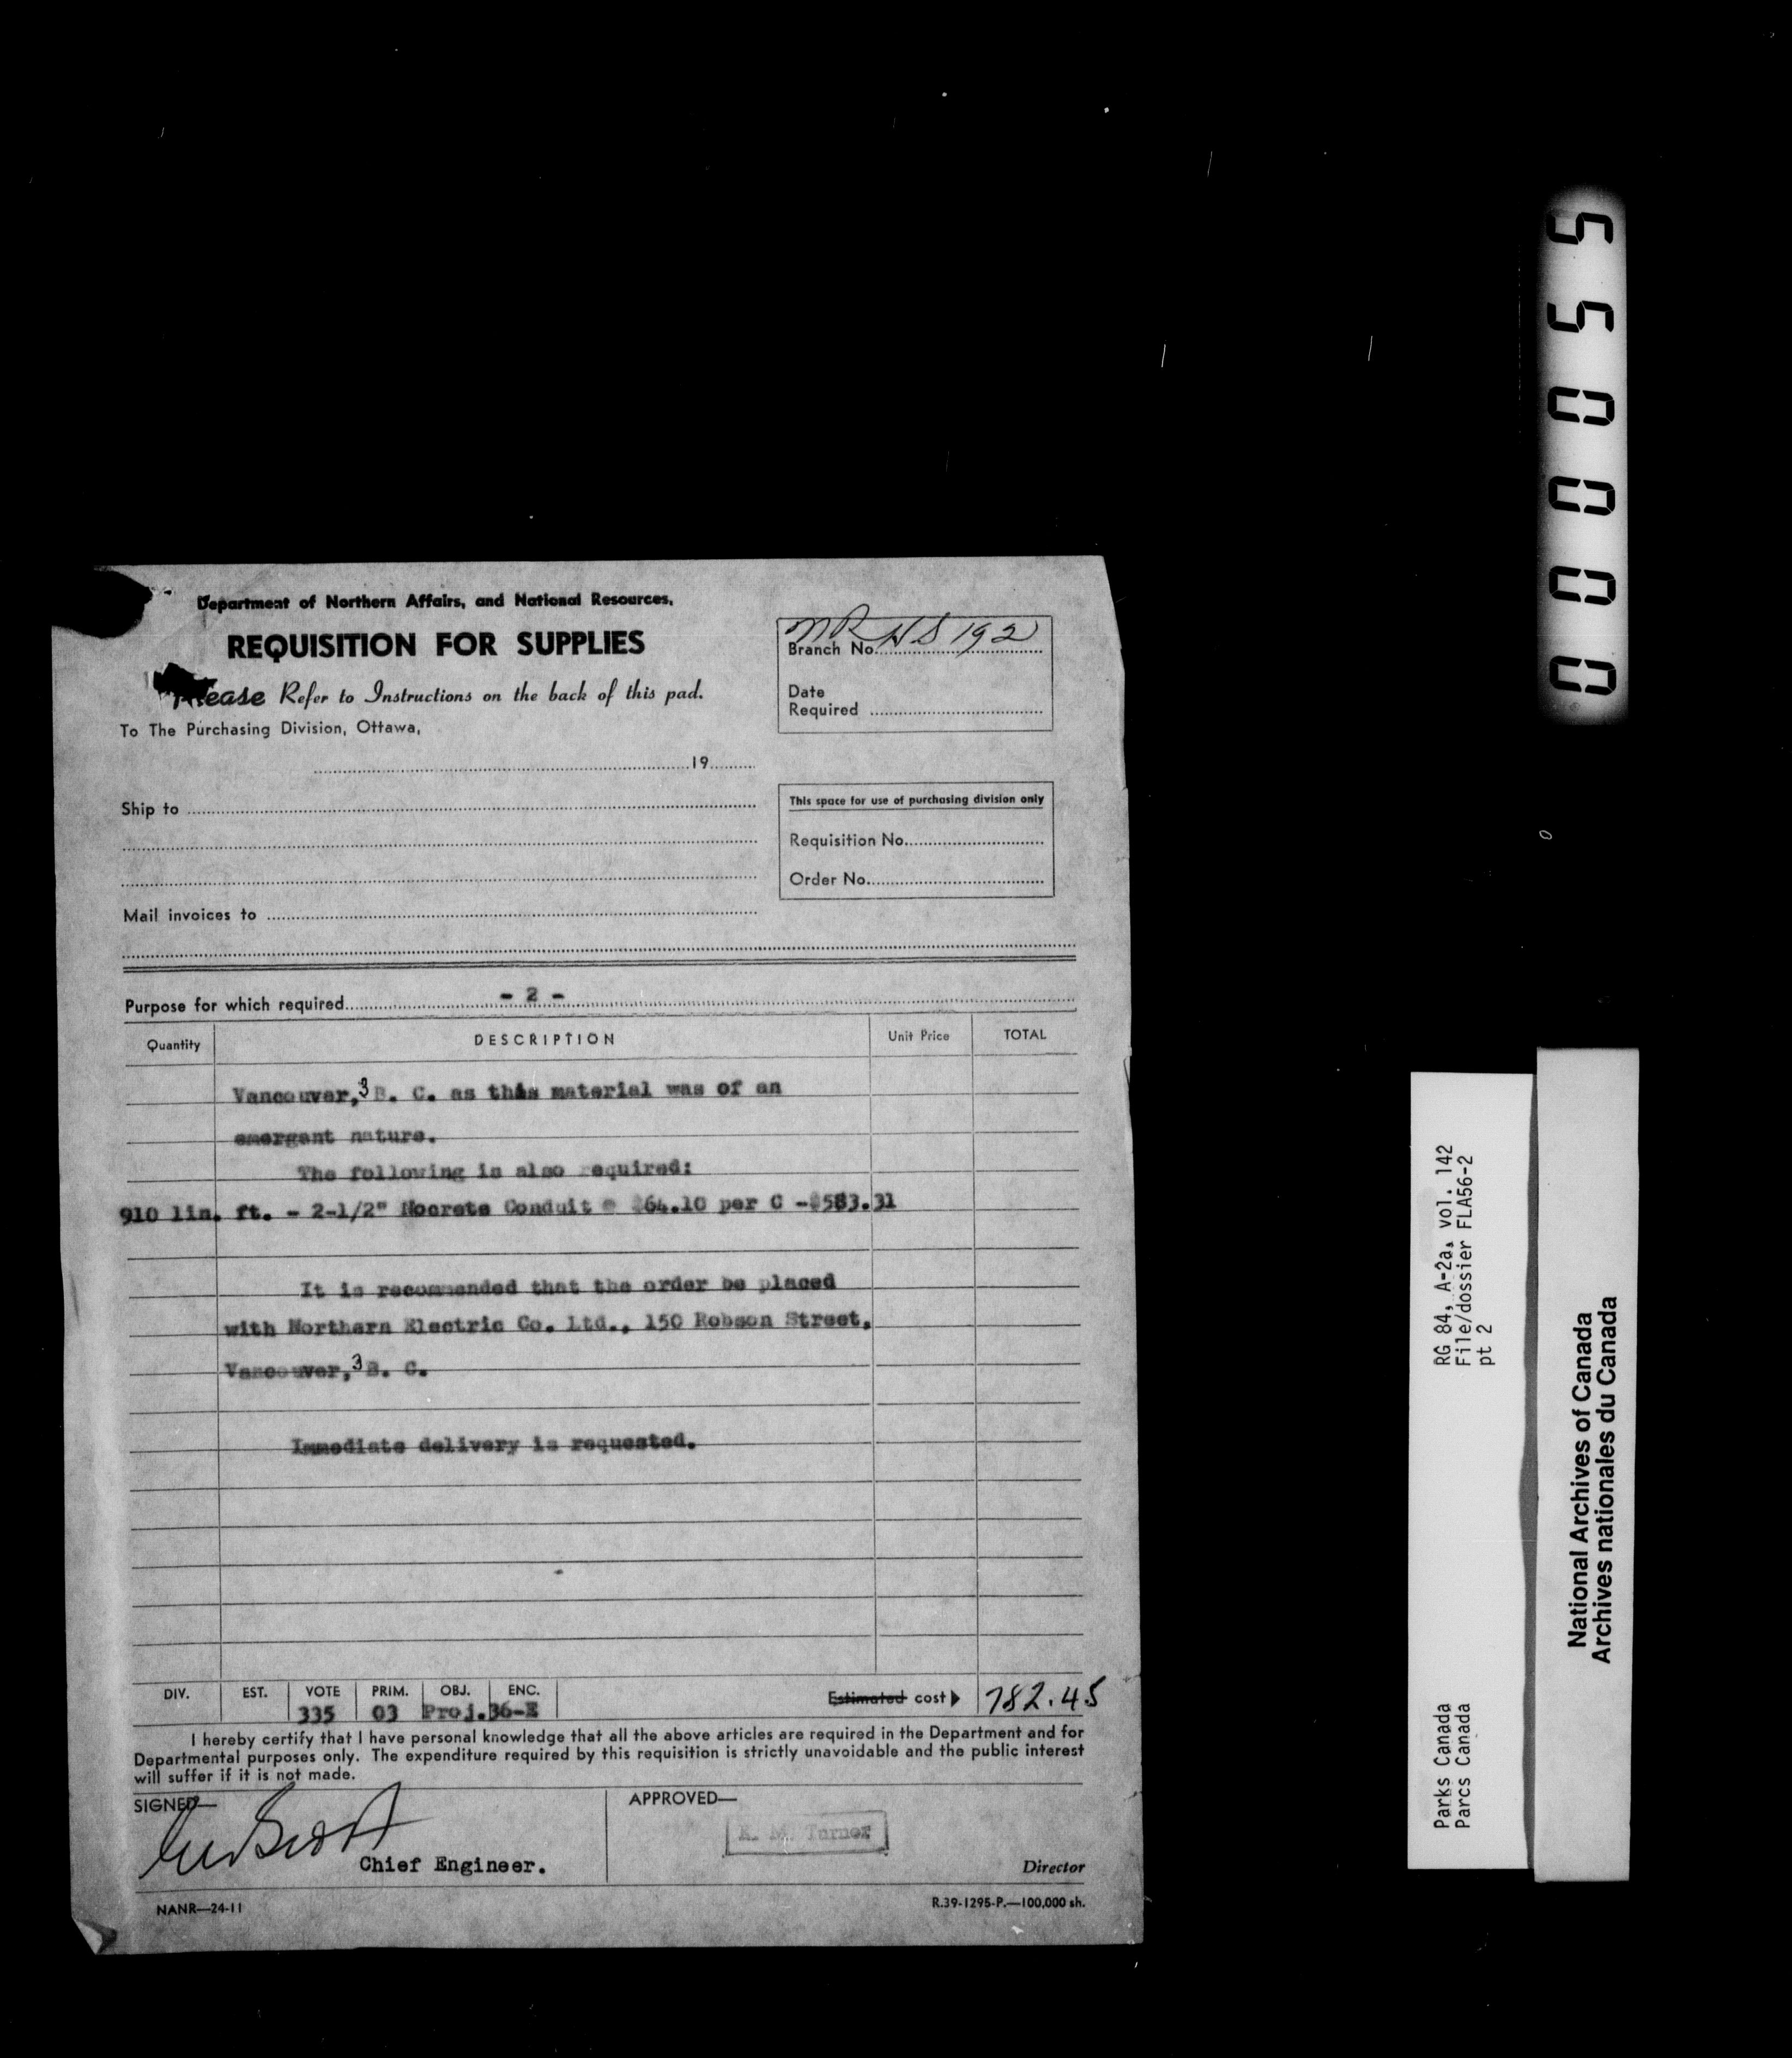 Department of Northern Affairs, and National Resources.
REQUISITION FOR SUPPLIES
Please Refer to Instructions on the back of this pad.
To The Purchasing Division, Ottawa,
19
Ship to
Mail invoices to
NRHS 192
Branch No.
Date
Required
This space for use of purchasing division only
Requisition No.
Order No.
Purpose for which required - 2 -
Quantity DESCRIPTION Unit Price TOTAL
Vancouver, 3 B. C. as this material was of an
emergent nature.
The following is also required:
910 lin. ft. - 2-1/2" Nocrete Conduit @ $64.10 per C -$583.31
It is recommended that the order be placed
with Northern Electric Co. Ltd., 150 Robson Street,
Vancouver, 3 B. C.
Immediate delivery is requested.
DIV. EST. VOTE PRIM. OBJ. ENC. Estimated cost 782.45
335 03 Proj.36-E
I hereby certify that I have personal knowledge that all the above articles are required in the Department and for
Departmental purposes only. The expenditure required by this requisition is strictly unavoidable and the public interest
will suffer if it is not made.
SIGNED—
Chief Engineer.
APPROVED—
K. M. Turner
Director
NANR—24-11
R.39-1295-P.—100,000 sh.
000055
RG 84, A-2a, vol. 142
File/dossier FLA56-2
pt 2
Parks Canada
Parcs Canada
National Archives of Canada
Archives nationales du Canada